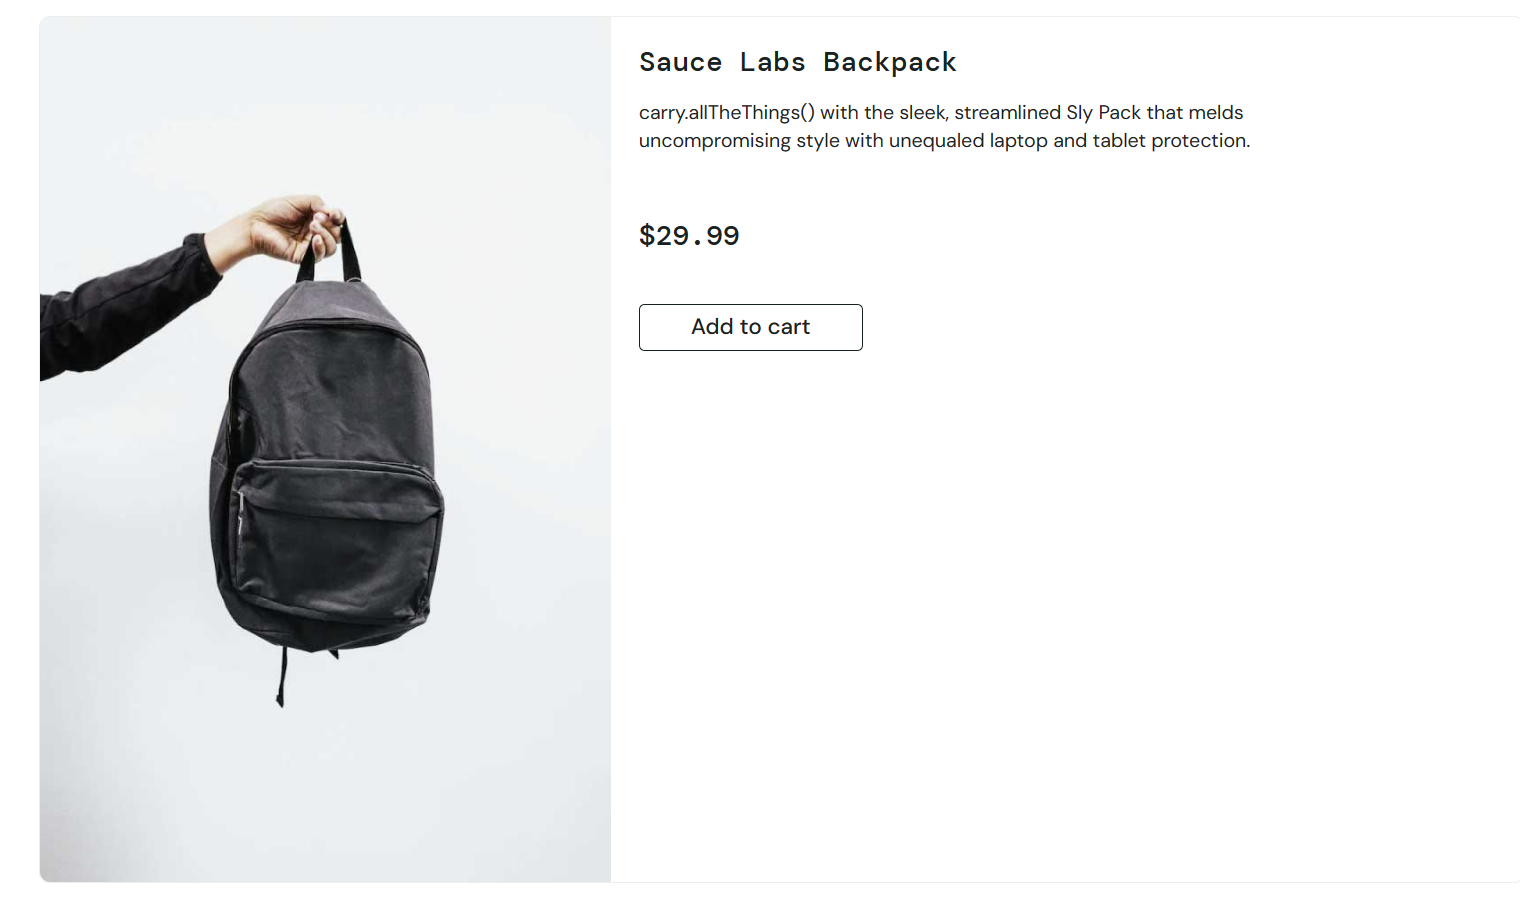 Sauce Labs Backpack
carry.allTheThings() with the sleek, streamlined Sly Pack that melds
uncompromising style with unequaled laptop and tablet protection.
$29.99
Add to cart